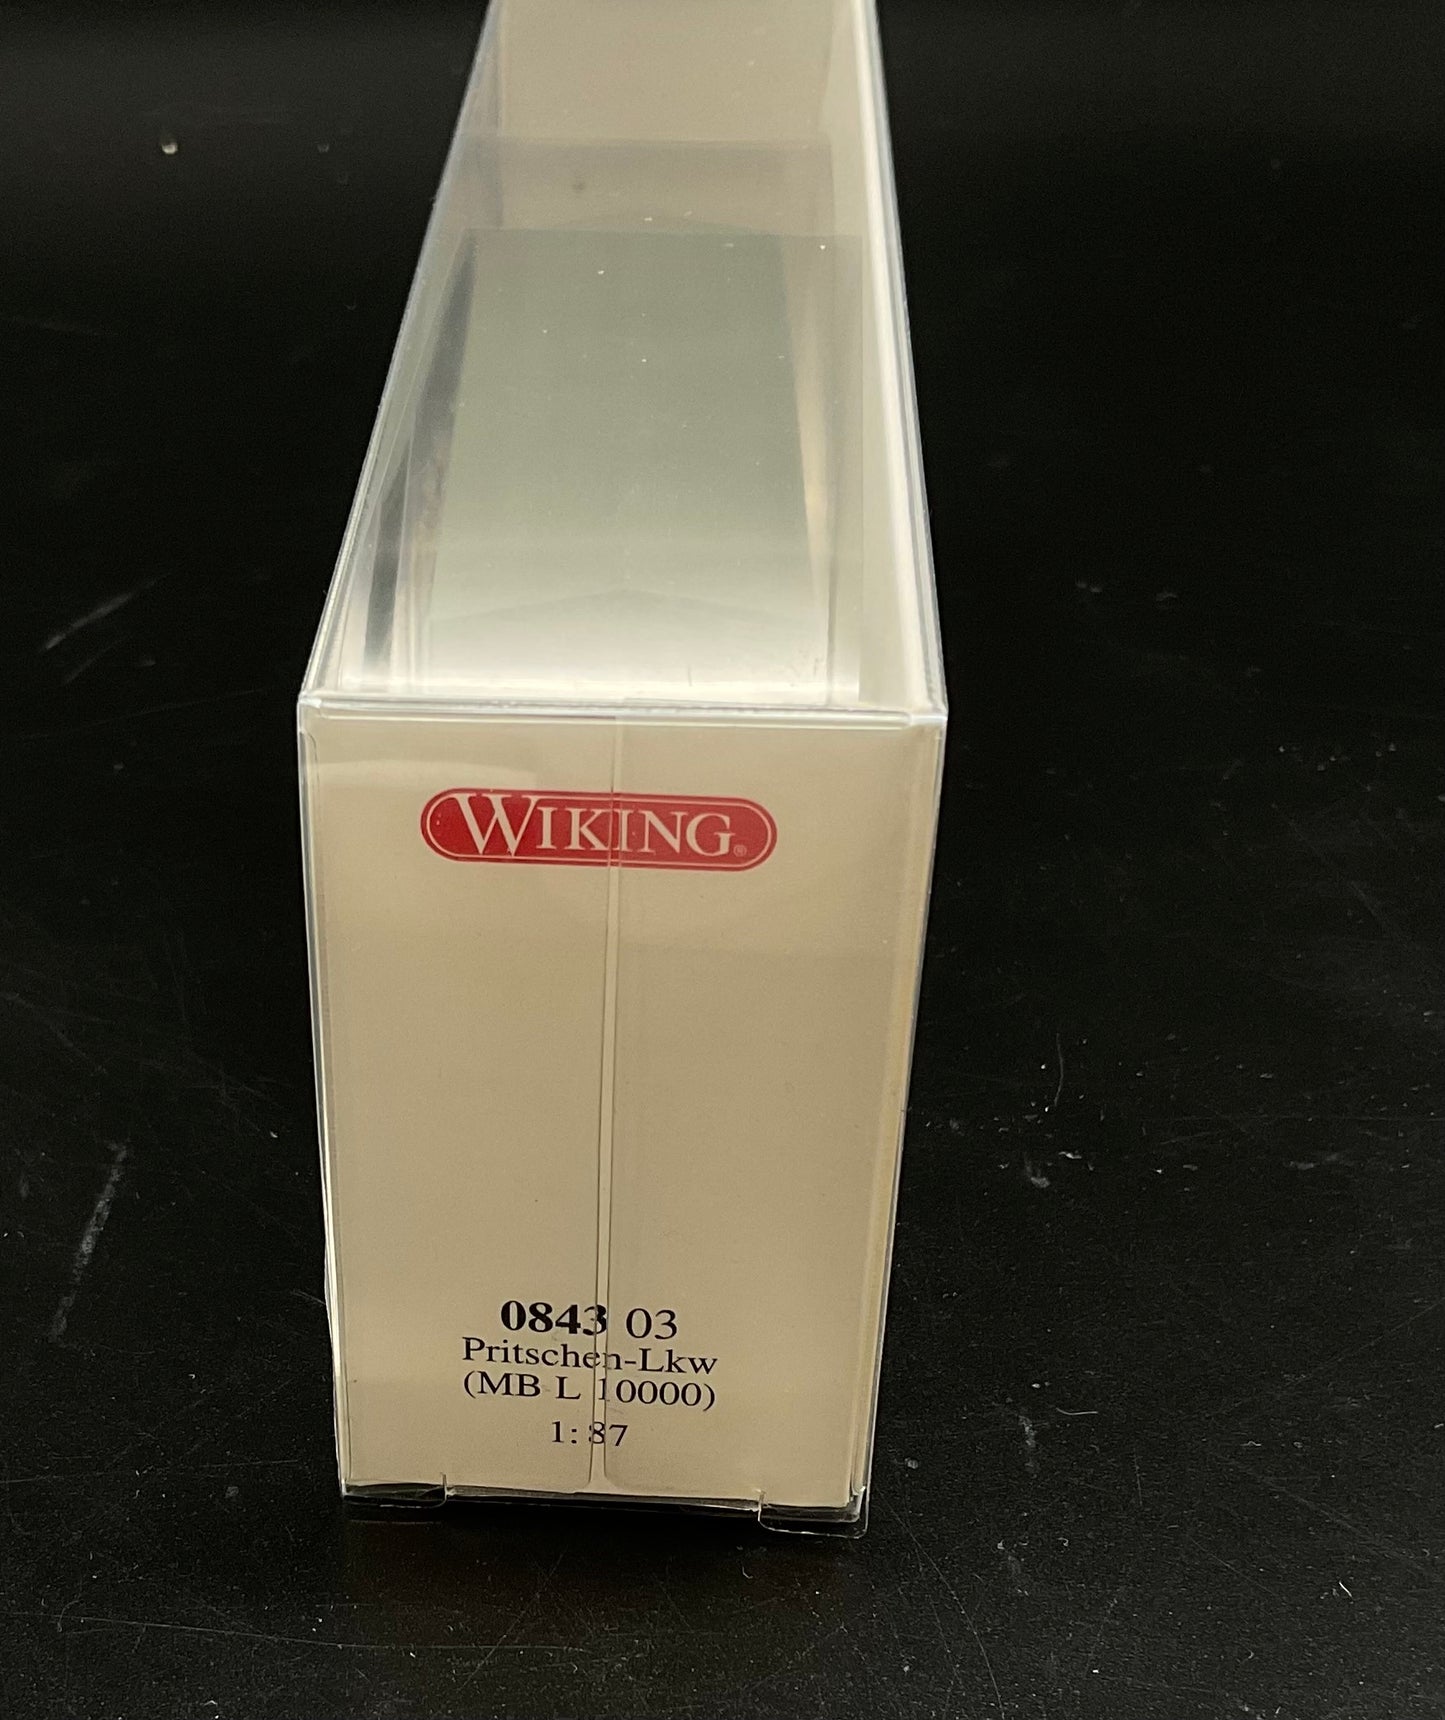 WIKING®
0843 03
Pritschen-Lkw
(MB L 10000)
1:87